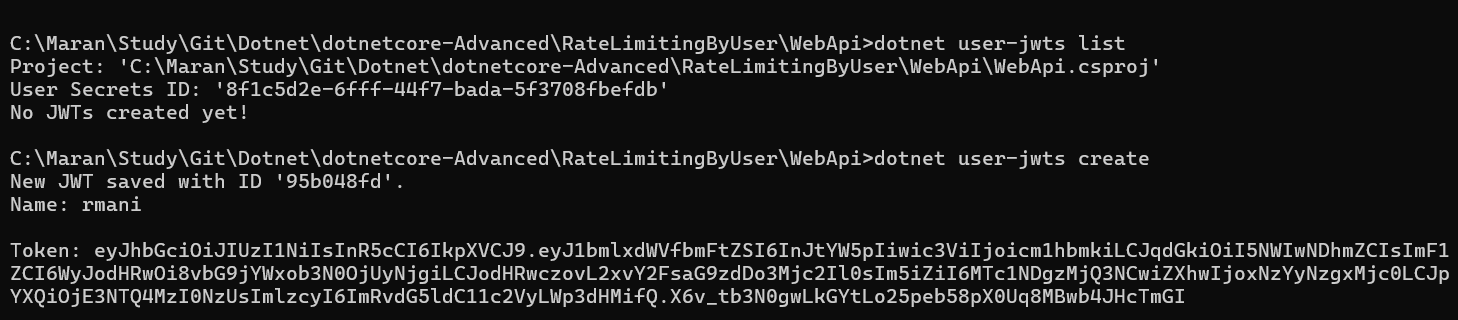 C:\Maran\Study\Git\Dotnet\dotnetcore-Advanced\RateLimitingByUser\WebApi>dotnet user-jwts list
Project: 'C:\Maran\Study\Git\Dotnet\dotnetcore-Advanced\RateLimitingByUser\WebApi\WebApi.csproj'
User Secrets ID: '8f1c5d2e-6fff-44f7-bada-5f3708fbefdb'
No JWTs created yet!
C:\Maran\Study\Git\Dotnet\dotnetcore-Advanced\RateLimitingByUser\WebApi>dotnet user-jwts create
New JWT saved with ID '95b048fd'.
Name: rmani
Token: eyJhbGciOiJIUzI1NiIsInR5cCI6IkpXVCJ9.eyJ1bmlxdWVfbmFtZSI6InJtYW5pIiwic3ViIjoicm1hbmkiLCJqdGkiOiI5NWIwNDhmZCIsImF1
ZCI6WyJodHRwOi8vbG9jYWxob3N0OjUyNjgiLCJodHRwczovL2xvY2FsaG9zdDo3Mjc2Il0sIm5iZiI6MTc1NDgzMjQ3NCwiZXhwIjoxNzYyNzgxMjc0LCJp
YXQiOjE3NTQ4MzI0NzUsImlzcyI6ImRvdG5ldC11c2VyLWp3dHMifQ.X6v_tb3N0gwLkGYtLo25peb58pX0Uq8MBwb4JHcTmGI